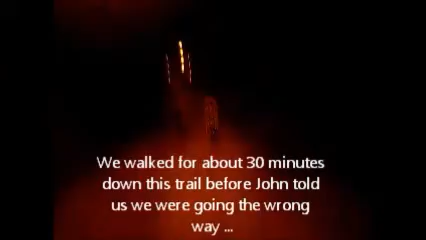 We walked for about 30 minutes
down this trail before John told
us we were going the wrong
way ...